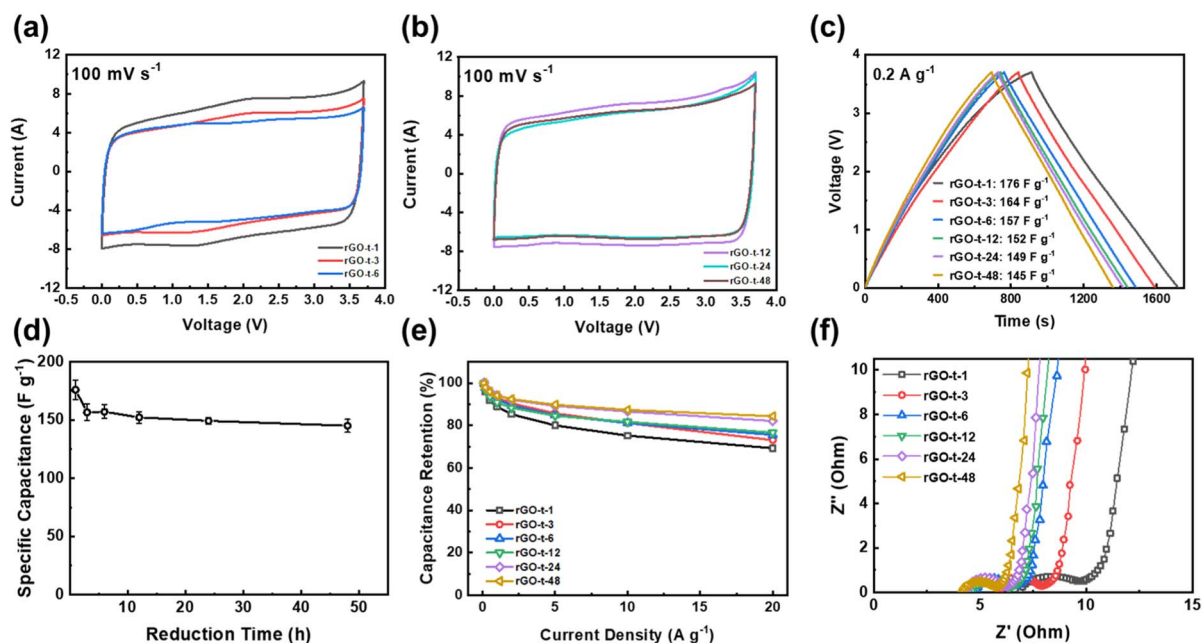 (a)
100 mV s-1
Current (A)
12
8
4
0
-4
-8
-12
-0.5 0.0 0.5 1.0 1.5 2.0 2.5 3.0 3.5 4.0
Voltage (V)
rGO-t-1
rGO-t-3
rGO-t-6
(b)
100 mV s-1
Current (A)
12
8
4
0
-4
-8
-12
-0.5 0.0 0.5 1.0 1.5 2.0 2.5 3.0 3.5 4.0
Voltage (V)
rGO-t-12
rGO-t-24
rGO-t-48
(c)
0.2 A g-1
Voltage (V)
4
3
2
1
0
0 400 800 1200 1600
Time (s)
rGO-t-1: 176 F g-1
rGO-t-3: 164 F g-1
rGO-t-6: 157 F g-1
rGO-t-12: 152 F g-1
rGO-t-24: 149 F g-1
rGO-t-48: 145 F g-1
(d)
Specific Capacitance (F g-1)
200
150
100
50
0
10 20 30 40 50
Reduction Time (h)
(e)
Capacitance Retention (%)
120
100
80
60
40
20
0
0 5 10 15 20
Current Density (A g-1)
rGO-t-1
rGO-t-3
rGO-t-6
rGO-t-12
rGO-t-24
rGO-t-48
(f)
Z'' (Ohm)
10
8
6
4
2
0
0 5 10 15
Z' (Ohm)
rGO-t-1
rGO-t-3
rGO-t-6
rGO-t-12
rGO-t-24
rGO-t-48